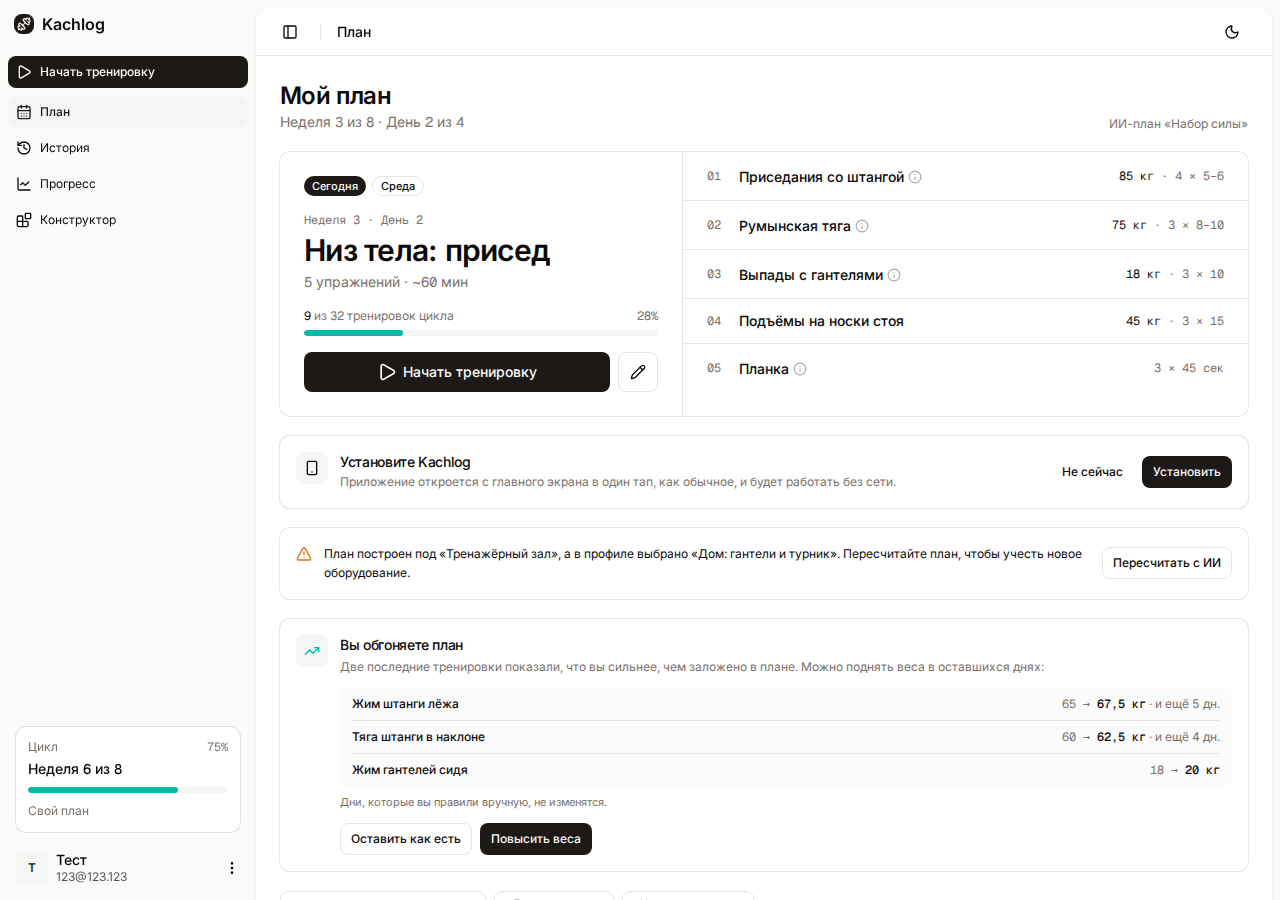 Kachlog
Начать тренировку
План
История
Прогресс
Конструктор
Цикл 75%
Неделя 6 из 8
Свой план
Т
Тест
123@123.123
План
Мой план
Неделя 3 из 8 · День 2 из 4
ИИ-план «Набор силы»
Сегодня Среда
Неделя 3 · День 2
Низ тела: присед
5 упражнений · ~60 мин
9 из 32 тренировок цикла 28%
Начать тренировку
01 Приседания со штангой 85 кг · 4 × 5–6
02 Румынская тяга 75 кг · 3 × 8–10
03 Выпады с гантелями 18 кг · 3 × 10
04 Подъёмы на носки стоя 45 кг · 3 × 15
05 Планка 3 × 45 сек
Установите Kachlog
Приложение откроется с главного экрана в один тап, как обычное, и будет работать без сети.
Не сейчас Установить
План построен под «Тренажёрный зал», а в профиле выбрано «Дом: гантели и турник». Пересчитайте план, чтобы учесть новое
оборудование.
Пересчитать с ИИ
Вы обгоняете план
Две последние тренировки показали, что вы сильнее, чем заложено в плане. Можно поднять веса в оставшихся днях:
Жим штанги лёжа 65 → 67,5 кг · и ещё 5 дн.
Тяга штанги в наклоне 60 → 62,5 кг · и ещё 4 дн.
Жим гантелей сидя 18 → 20 кг
Дни, которые вы правили вручную, не изменятся.
Оставить как есть Повысить веса